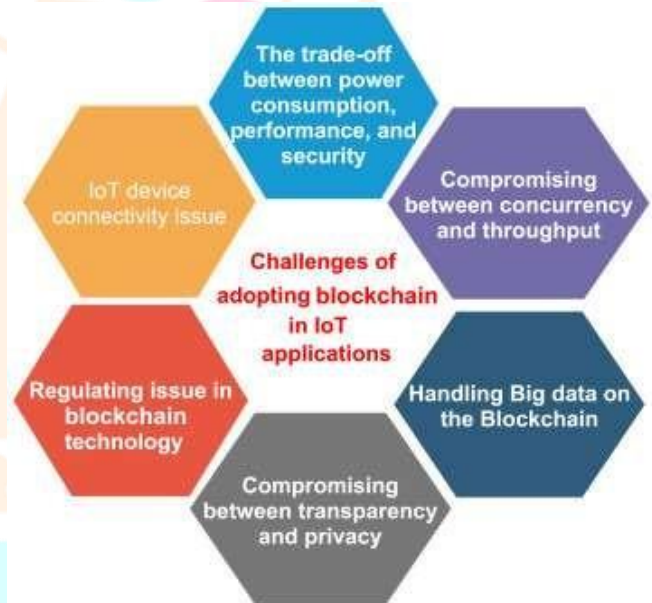 The trade-off
between power
consumption,
performance, and
security
Compromising
between concurrency
and throughput
Handling Big data on
the Blockchain
Compromising
between transparency
and privacy
Regulating issue in
blockchain
technology
IoT device
connectivity issue
Challenges of
adopting blockchain
in IoT
applications